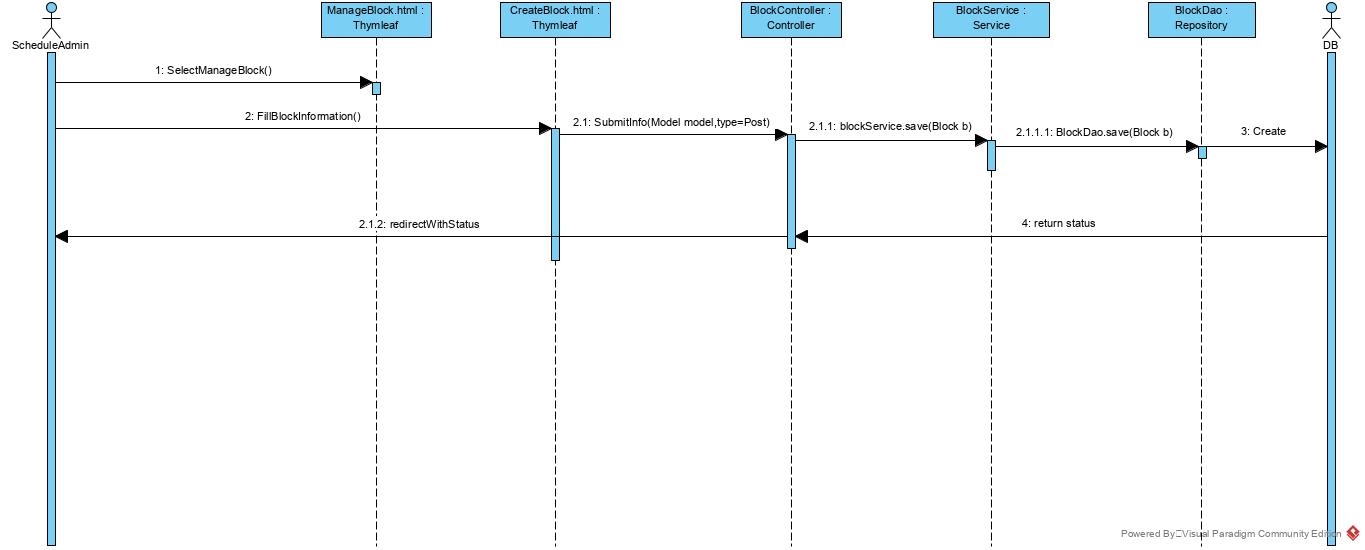 ManageBlock.html :
Thymleaf
CreateBlock.html :
Thymleaf
BlockController :
Controller
BlockService :
Service
BlockDao :
Repository
ScheduleAdmin
DB
1: SelectManageBlock()
2: FillBlockInformation()
2.1: SubmitInfo(Model model,type=Post)
2.1.1: blockService.save(Block b)
2.1.1.1: BlockDao.save(Block b)
3: Create
2.1.2: redirectWithStatus
4: return status
Powered By Visual Paradigm Community Edition